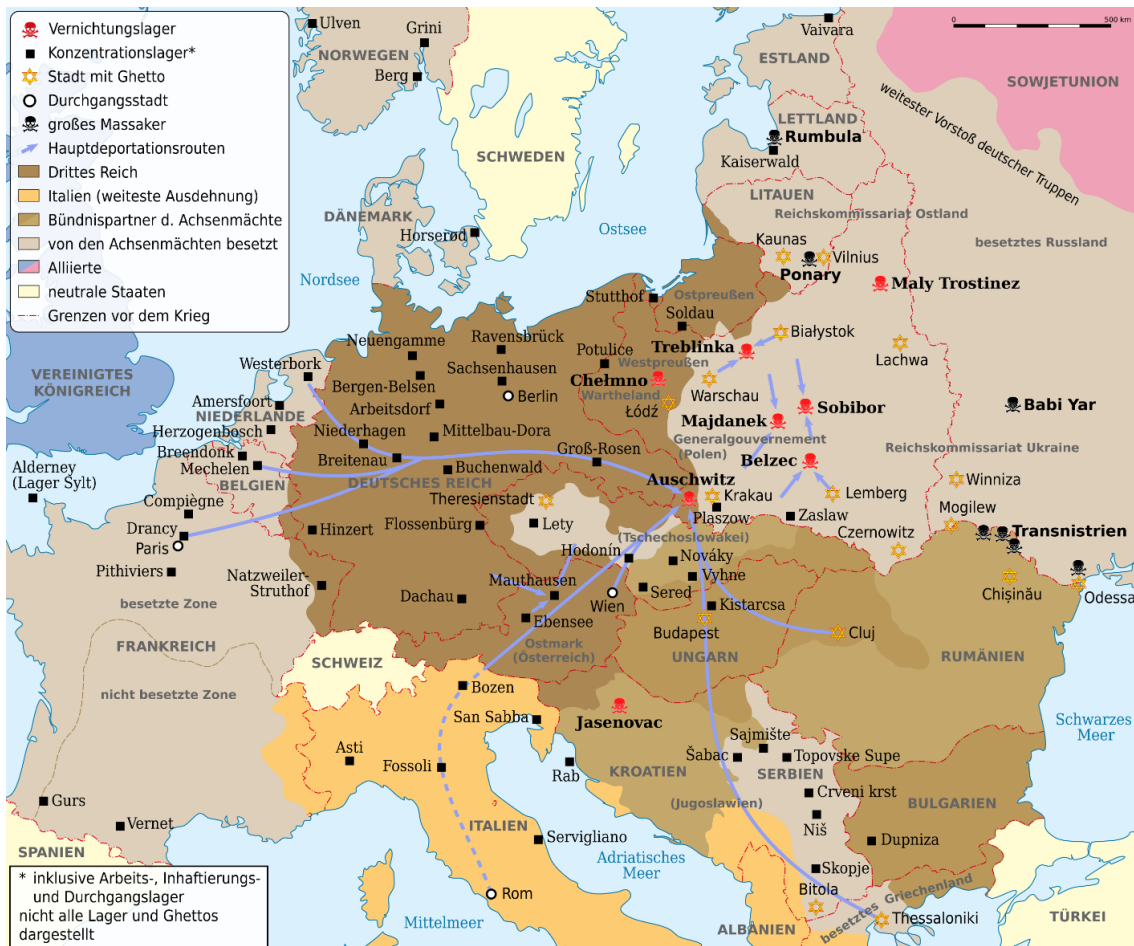 Vernichtungslager
Konzentrationslager*
Stadt mit Ghetto
Durchgangsstadt
großes Massaker
Hauptdeportationsrouten
Drittes Reich
Italien (weiteste Ausdehnung)
Bündnispartner d. Achsenmächte
von den Achsenmächten besetzt
Alliierte
neutrale Staaten
Grenzen vor dem Krieg
0
500 km
Ulven
Grini
NORWEGEN
Berg
Vaivara
ESTLAND
SOWJETUNION
weitester Vorstoß deutscher Truppen
LETTLAND
Rumbula
Kaiserwald
SCHWEDEN
LITAUEN
Reichskommissariat Ostland
DÄNEMARK
Horserød
Ostsee
Nordsee
Kaunas
Vilnius
Ponary
besetztes Russland
Maly Trostinez
Stutthof
Ostpreußen
Soldau
Białystok
Treblinka
Lachwa
Neuengamme
Ravensbrück
Potulice
Westpreußen
Westerbork
Bergen-Belsen
Sachsenhausen
Chełmno
Wartheland
Warschau
VEREINIGTES
KÖNIGREICH
Amersfoort
NIEDERLANDE
Arbeitsdorf
Berlin
Łódź
Sobibor
Babi Yar
Herzogenbosch
Niederhagen
Mittelbau-Dora
Majdanek
Generalgouvernement
(Polen)
Reichskommissariat Ukraine
Breendonk
Mechelen
Breitenau
Groß-Rosen
Belzec
Alderney
(Lager Sylt)
BELGIEN
Buchenwald
DEUTSCHES REICH
Auschwitz
Winniza
Compiègne
Theresienstadt
Krakau
Lemberg
Mogilew
Drancy
Paris
Hinzert
Flossenbürg
Lety
Plaszow
Zaslaw
Czernowitz
Transnistrien
(Tschechoslowakei)
Hodonín
Nováky
Pithiviers
Natzweiler-
Struthof
Mauthausen
Vyhne
Chișinău
Odessa
besetzte Zone
Dachau
Wien
Sered
Kistarcsa
Ebensee
Budapest
Cluj
FRANKREICH
Ostmark
(Österreich)
UNGARN
RUMÄNIEN
SCHWEIZ
nicht besetzte Zone
Bozen
San Sabba
Jasenovac
Schwarzes
Meer
Asti
Fossoli
Rab
KROATIEN
Sajmište
Šabac
Topovske Supe
SERBIEN
Gurs
Vernet
(Jugoslawien)
Crveni krst
BULGARIEN
Niš
ITALIEN
Servigliano
Dupniza
SPANIEN
Adriatisches
Meer
Skopje
Bitola
besetztes Griechenland
Rom
Mittelmeer
ALBANIEN
Thessaloniki
TÜRKEI
* inklusive Arbeits-, Inhaftierungs-
und Durchgangslager
nicht alle Lager und Ghettos
dargestellt